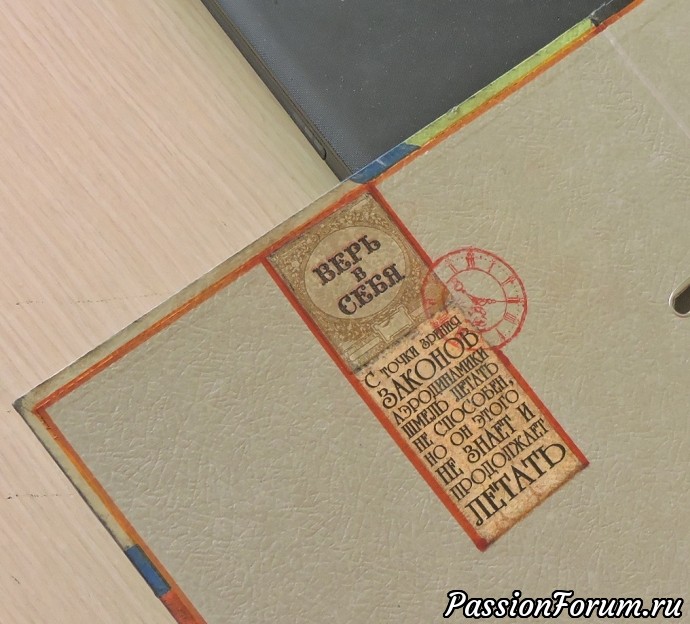 ВЕРЬ
В
СЕБЯ
С ТОЧКИ ЗРЕНИЯ
ЗАКОНОВ
АЭРОДИНАМИКИ
ШМЕЛЬ ЛЕТАТЬ
НЕ СПОСОБЕН,
НО ОН ЭТОГО
НЕ ЗНАЕТ И
ПРОДОЛЖАЕТ
ЛЕТАТЬ
PassionForum.ru